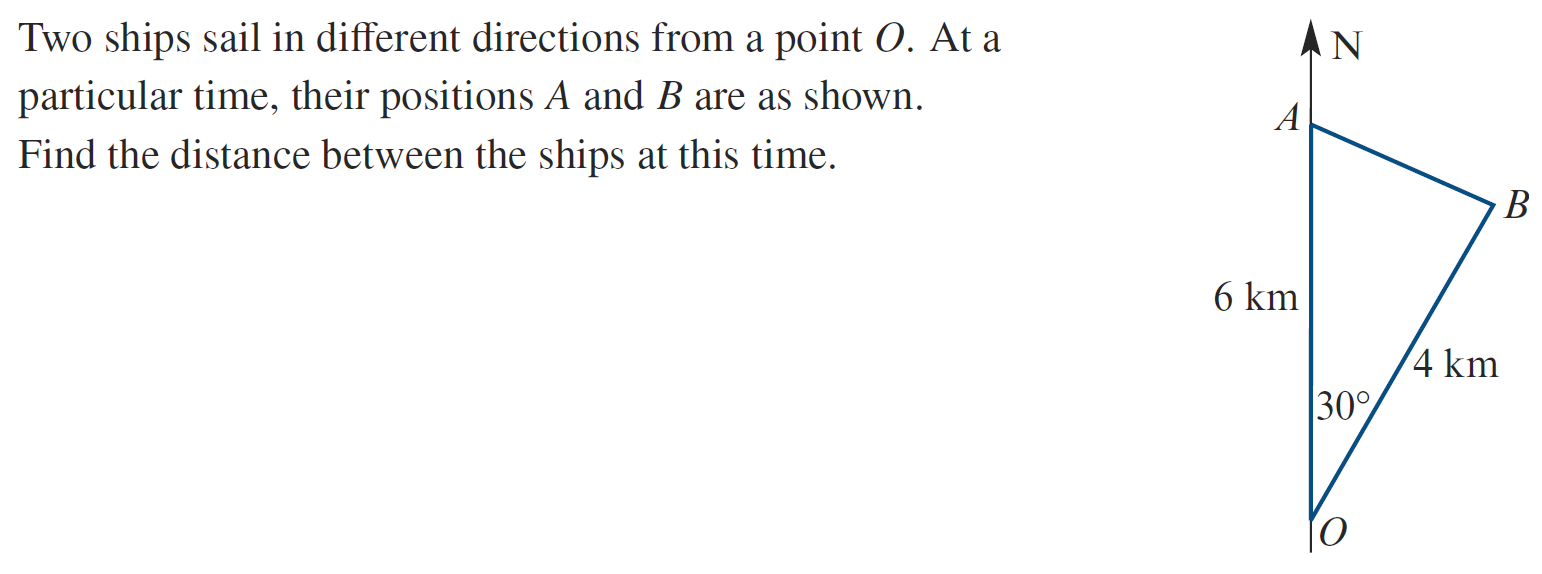 Two ships sail in different directions from a point O. At a
particular time, their positions A and B are as shown.
Find the distance between the ships at this time.
N
A
B
6 km
4 km
30°
O